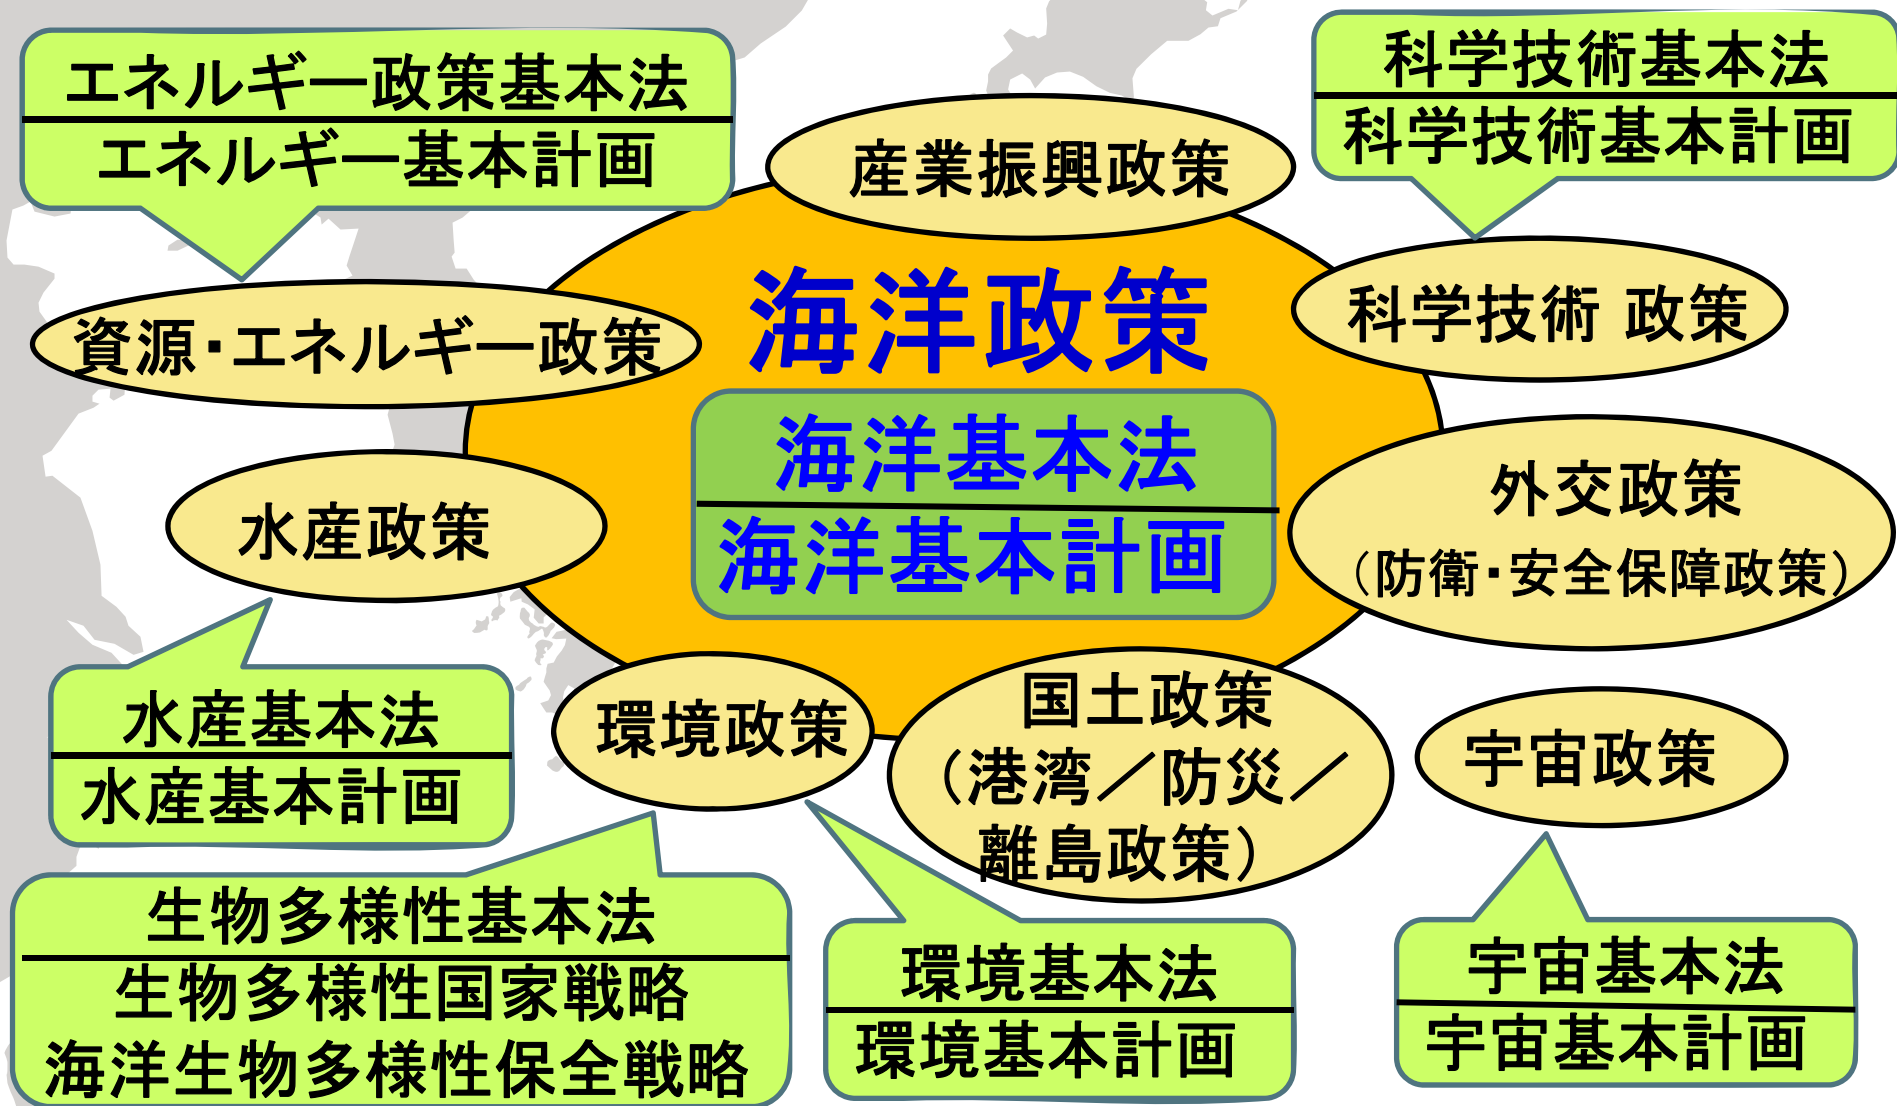 エネルギー政策基本法
エネルギー基本計画
科学技術基本法
科学技術基本計画
産業振興政策
海洋政策
科学技術 政策
資源・エネルギー政策
海洋基本法
海洋基本計画
水産政策
外交政策
（防衛・安全保障政策）
水産基本法
水産基本計画
環境政策
国土政策
（港湾／防災／
離島政策）
宇宙政策
生物多様性基本法
生物多様性国家戦略
海洋生物多様性保全戦略
環境基本法
環境基本計画
宇宙基本法
宇宙基本計画